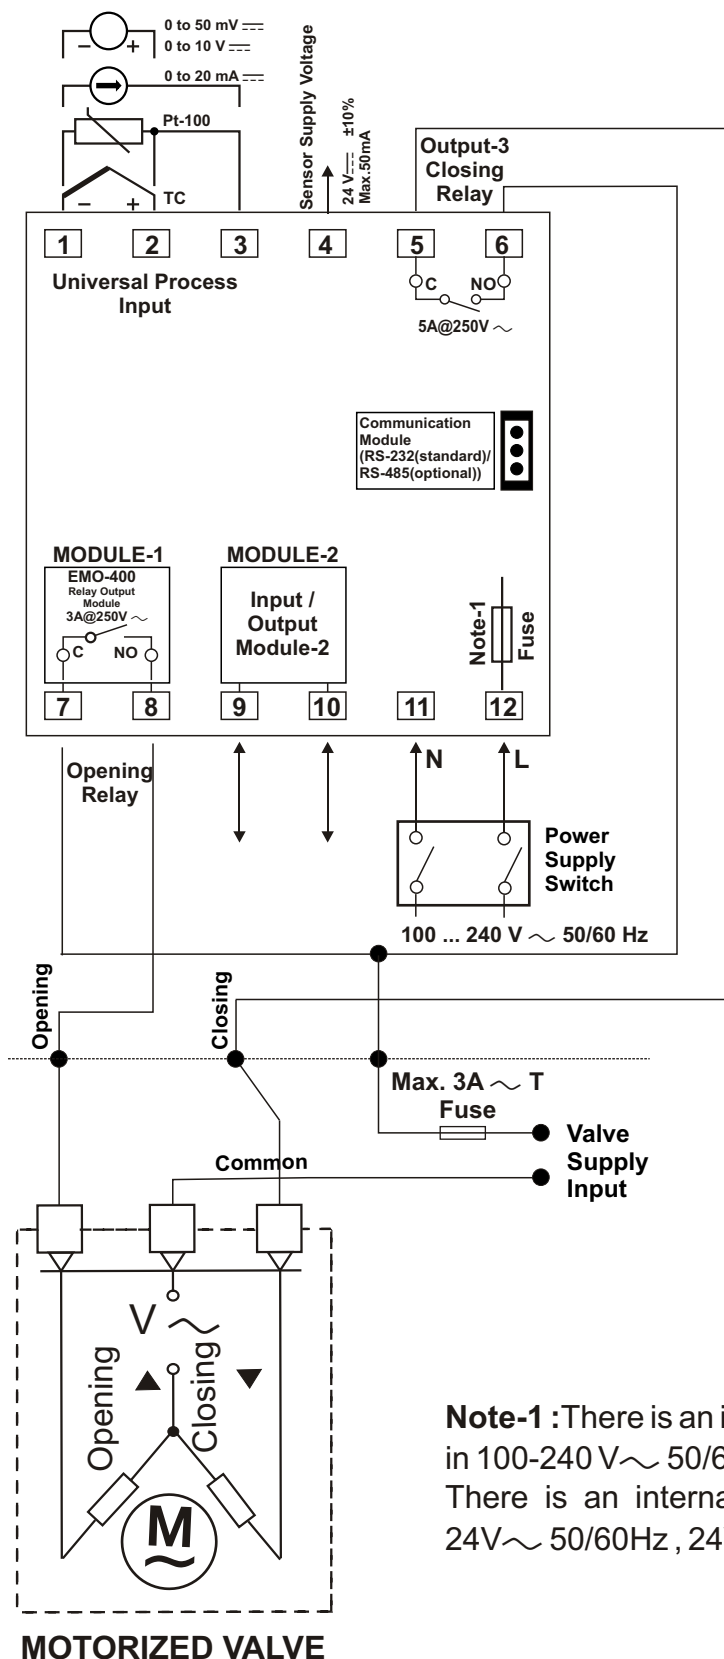 0 to 50 mV
0 to 10 V
− +
0 to 20 mA
Pt-100
TC
− +
Sensor Supply Voltage
24 V ±10%
Max.50mA
Output-3
Closing
Relay
1 2 3 4 5 6
Universal Process
Input
C NO
5A@250V ～
Communication
Module
(RS-232(standard)/
RS-485(optional))
MODULE-1
EMO-400
Relay Output
Module
3A@250V ～
C NO
MODULE-2
Input /
Output
Module-2
Note-1
Fuse
7 8 9 10 11 12
Opening
Relay
N L
Power
Supply
Switch
100 ... 240 V ～ 50/60 Hz
Opening
Closing
Max. 3A ～ T
Fuse
Valve
Supply
Input
Common
V ～
Opening
Closing
M
～
Note-1 :There is an i
in 100-240 V～ 50/6
There is an interna
24V～ 50/60Hz , 24
MOTORIZED VALVE